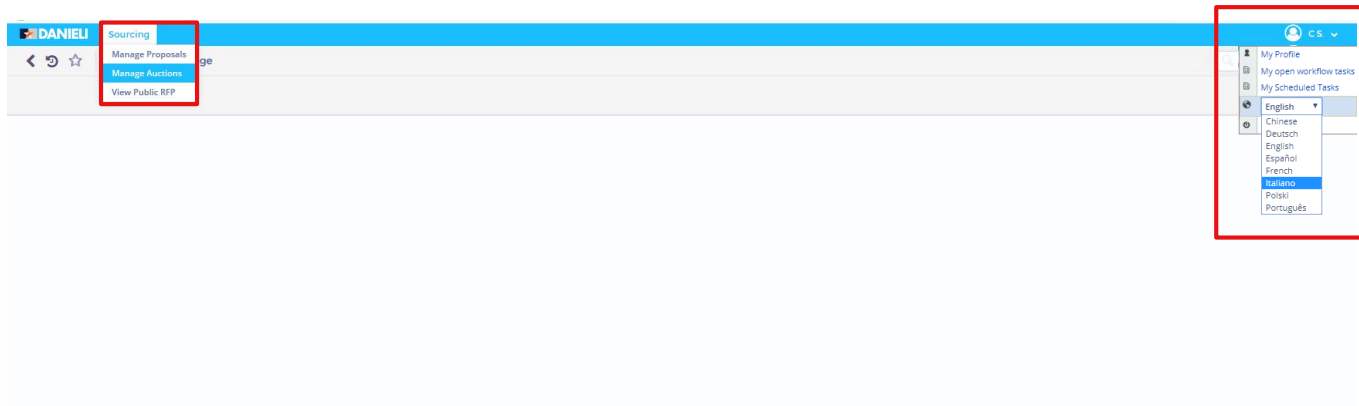 DANIELI
Sourcing
C S.
Manage Proposals
Manage Auctions
View Public RFP
ge
My Profile
My open workflow tasks
My Scheduled Tasks
English
Chinese
Deutsch
English
Español
French
Italiano
Polski
Português